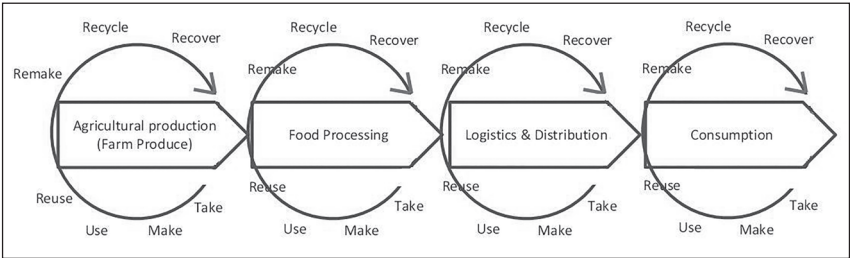 Recycle
Recover
Remake
Agricultural production
(Farm Produce)
Reuse
Use
Make
Take
Recycle
Recover
Remake
Food Processing
Reuse
Use
Make
Take
Recycle
Recover
Remake
Logistics & Distribution
Reuse
Use
Make
Take
Recycle
Recover
Remake
Consumption
Reuse
Use
Make
Take